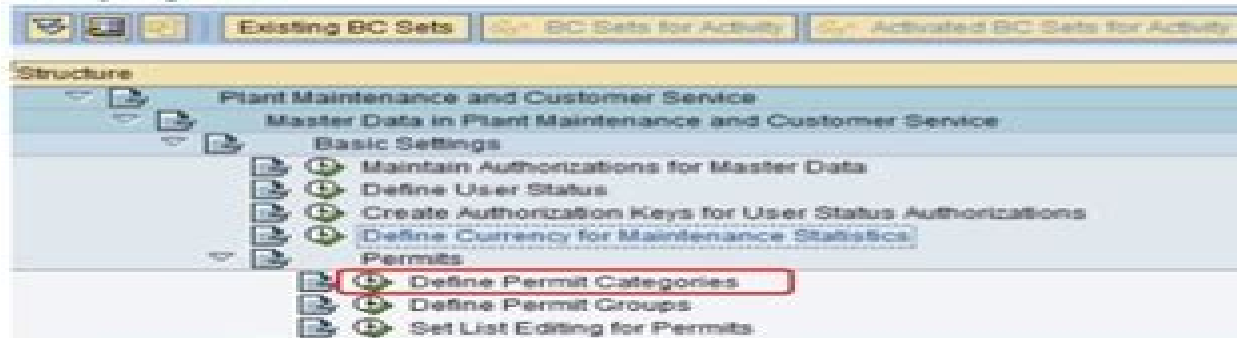 Existing BC Sets BC Sets for Activity Activated BC Sets for Activity
Structure
Plant Maintenance and Customer Service
Master Data in Plant Maintenance and Customer Service
Basic Settings
Maintain Authorizations for Master Data
Define User Status
Create Authorization Keys for User Status Authorizations
Define Currency for Maintenance Statistics
Permits
Define Permit Categories
Define Permit Groups
Set List Editing for Permits